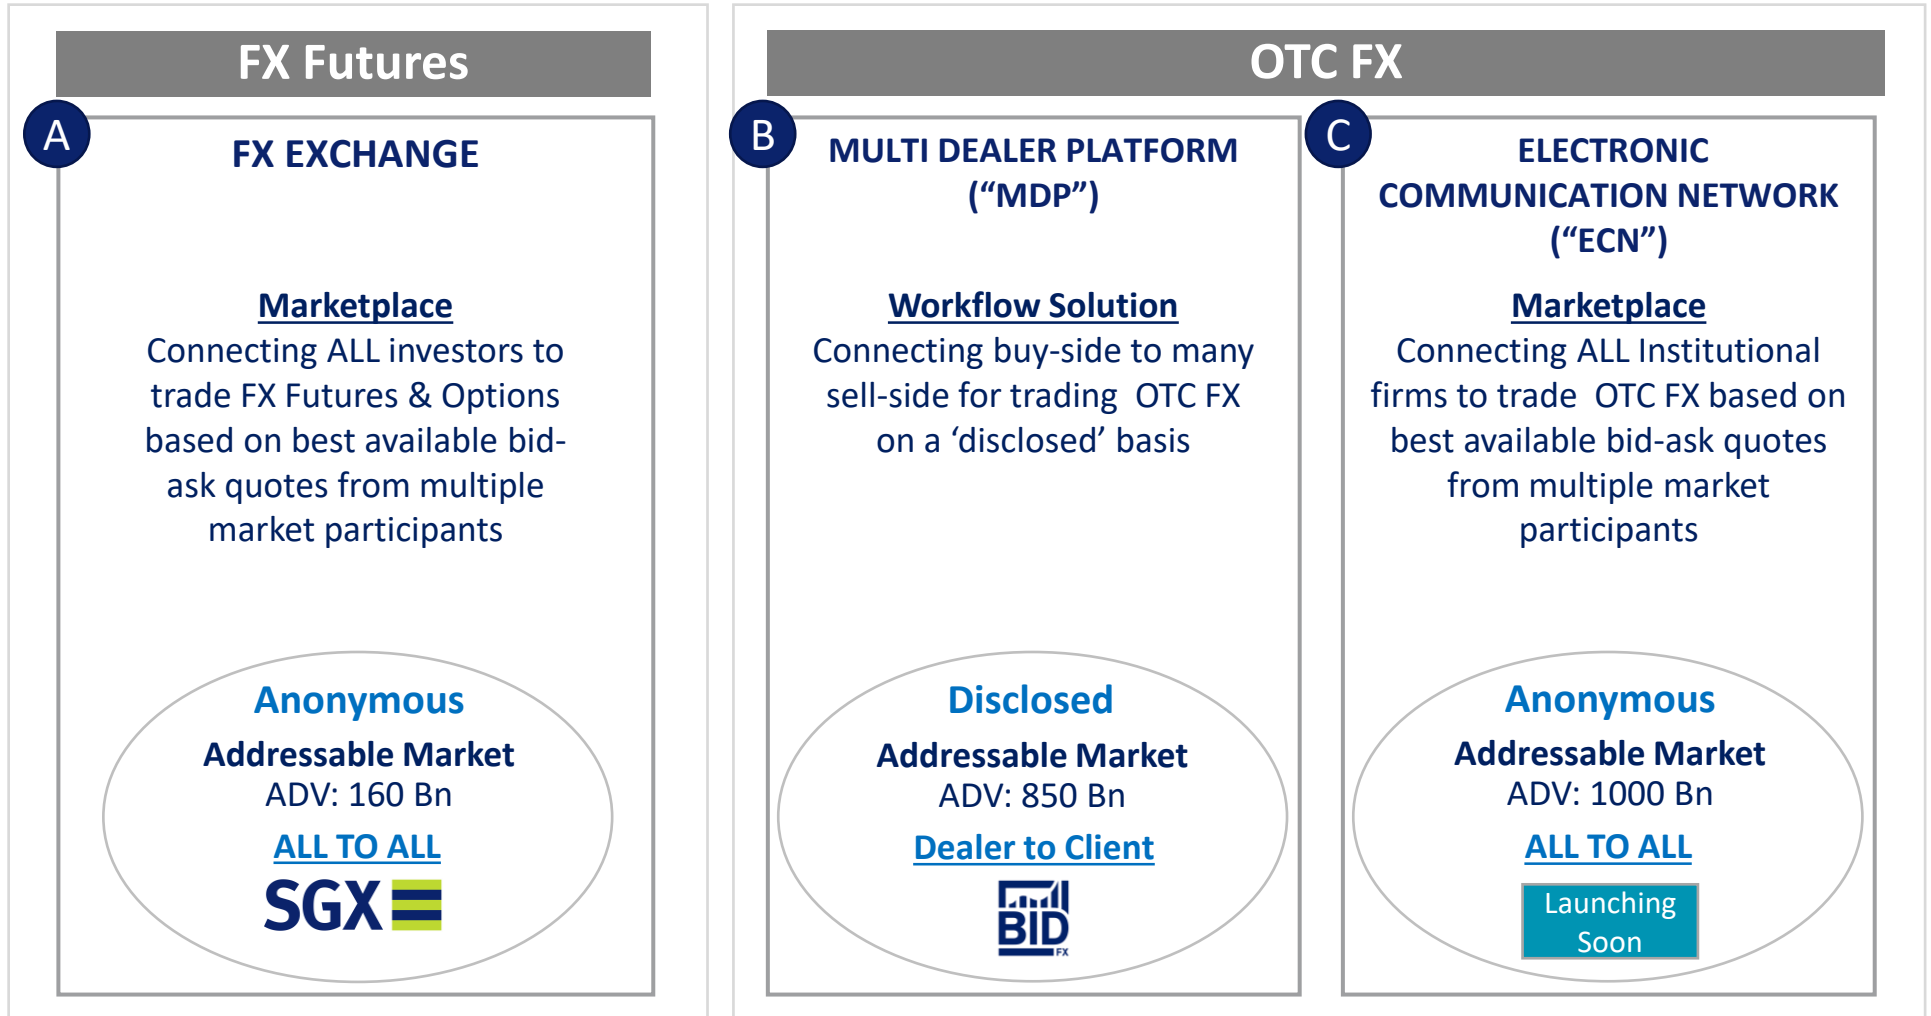 FX Futures
A
FX EXCHANGE
Marketplace
Connecting ALL investors to
trade FX Futures & Options
based on best available bid-
ask quotes from multiple
market participants
Anonymous
Addressable Market
ADV: 160 Bn
ALL TO ALL
SGX
OTC FX
B
MULTI DEALER PLATFORM
(“MDP”)
Workflow Solution
Connecting buy-side to many
sell-side for trading  OTC FX
on a ‘disclosed’ basis
Disclosed
Addressable Market
ADV: 850 Bn
Dealer to Client
BID
FX
C
ELECTRONIC
COMMUNICATION NETWORK
(“ECN”)
Marketplace
Connecting ALL Institutional
firms to trade  OTC FX based on
best available bid-ask quotes
from multiple market
participants
Anonymous
Addressable Market
ADV: 1000 Bn
ALL TO ALL
Launching
Soon